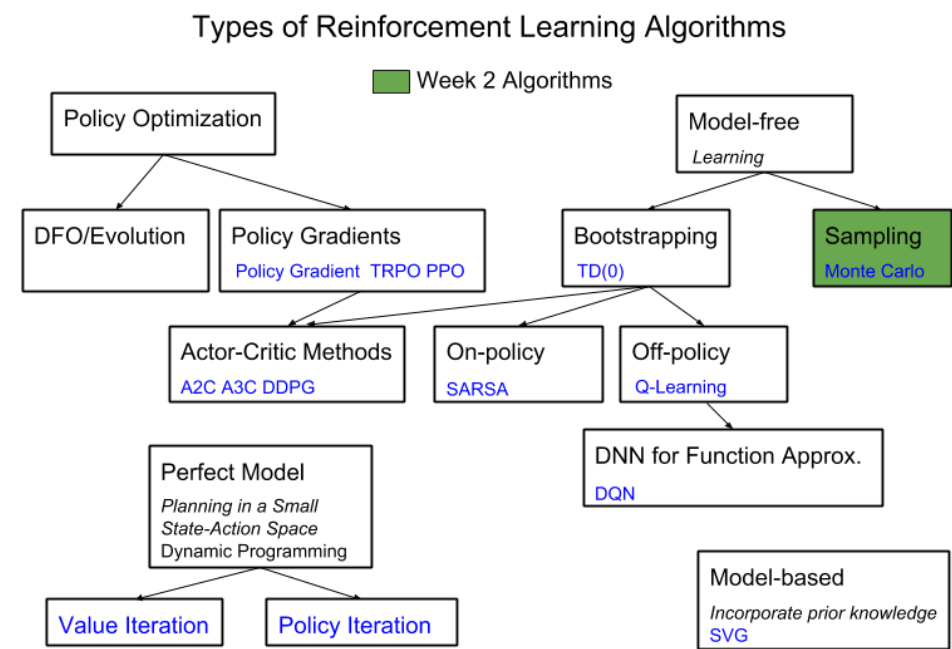 Types of Reinforcement Learning Algorithms
Week 2 Algorithms
Policy Optimization
Model-free
Learning
DFO/Evolution
Policy Gradients
Policy Gradient TRPO PPO
Bootstrapping
TD(0)
Sampling
Monte Carlo
Actor-Critic Methods
A2C A3C DDPG
On-policy
SARSA
Off-policy
Q-Learning
DNN for Function Approx.
DQN
Perfect Model
Planning in a Small
State-Action Space
Dynamic Programming
Value Iteration
Policy Iteration
Model-based
Incorporate prior knowledge
SVG